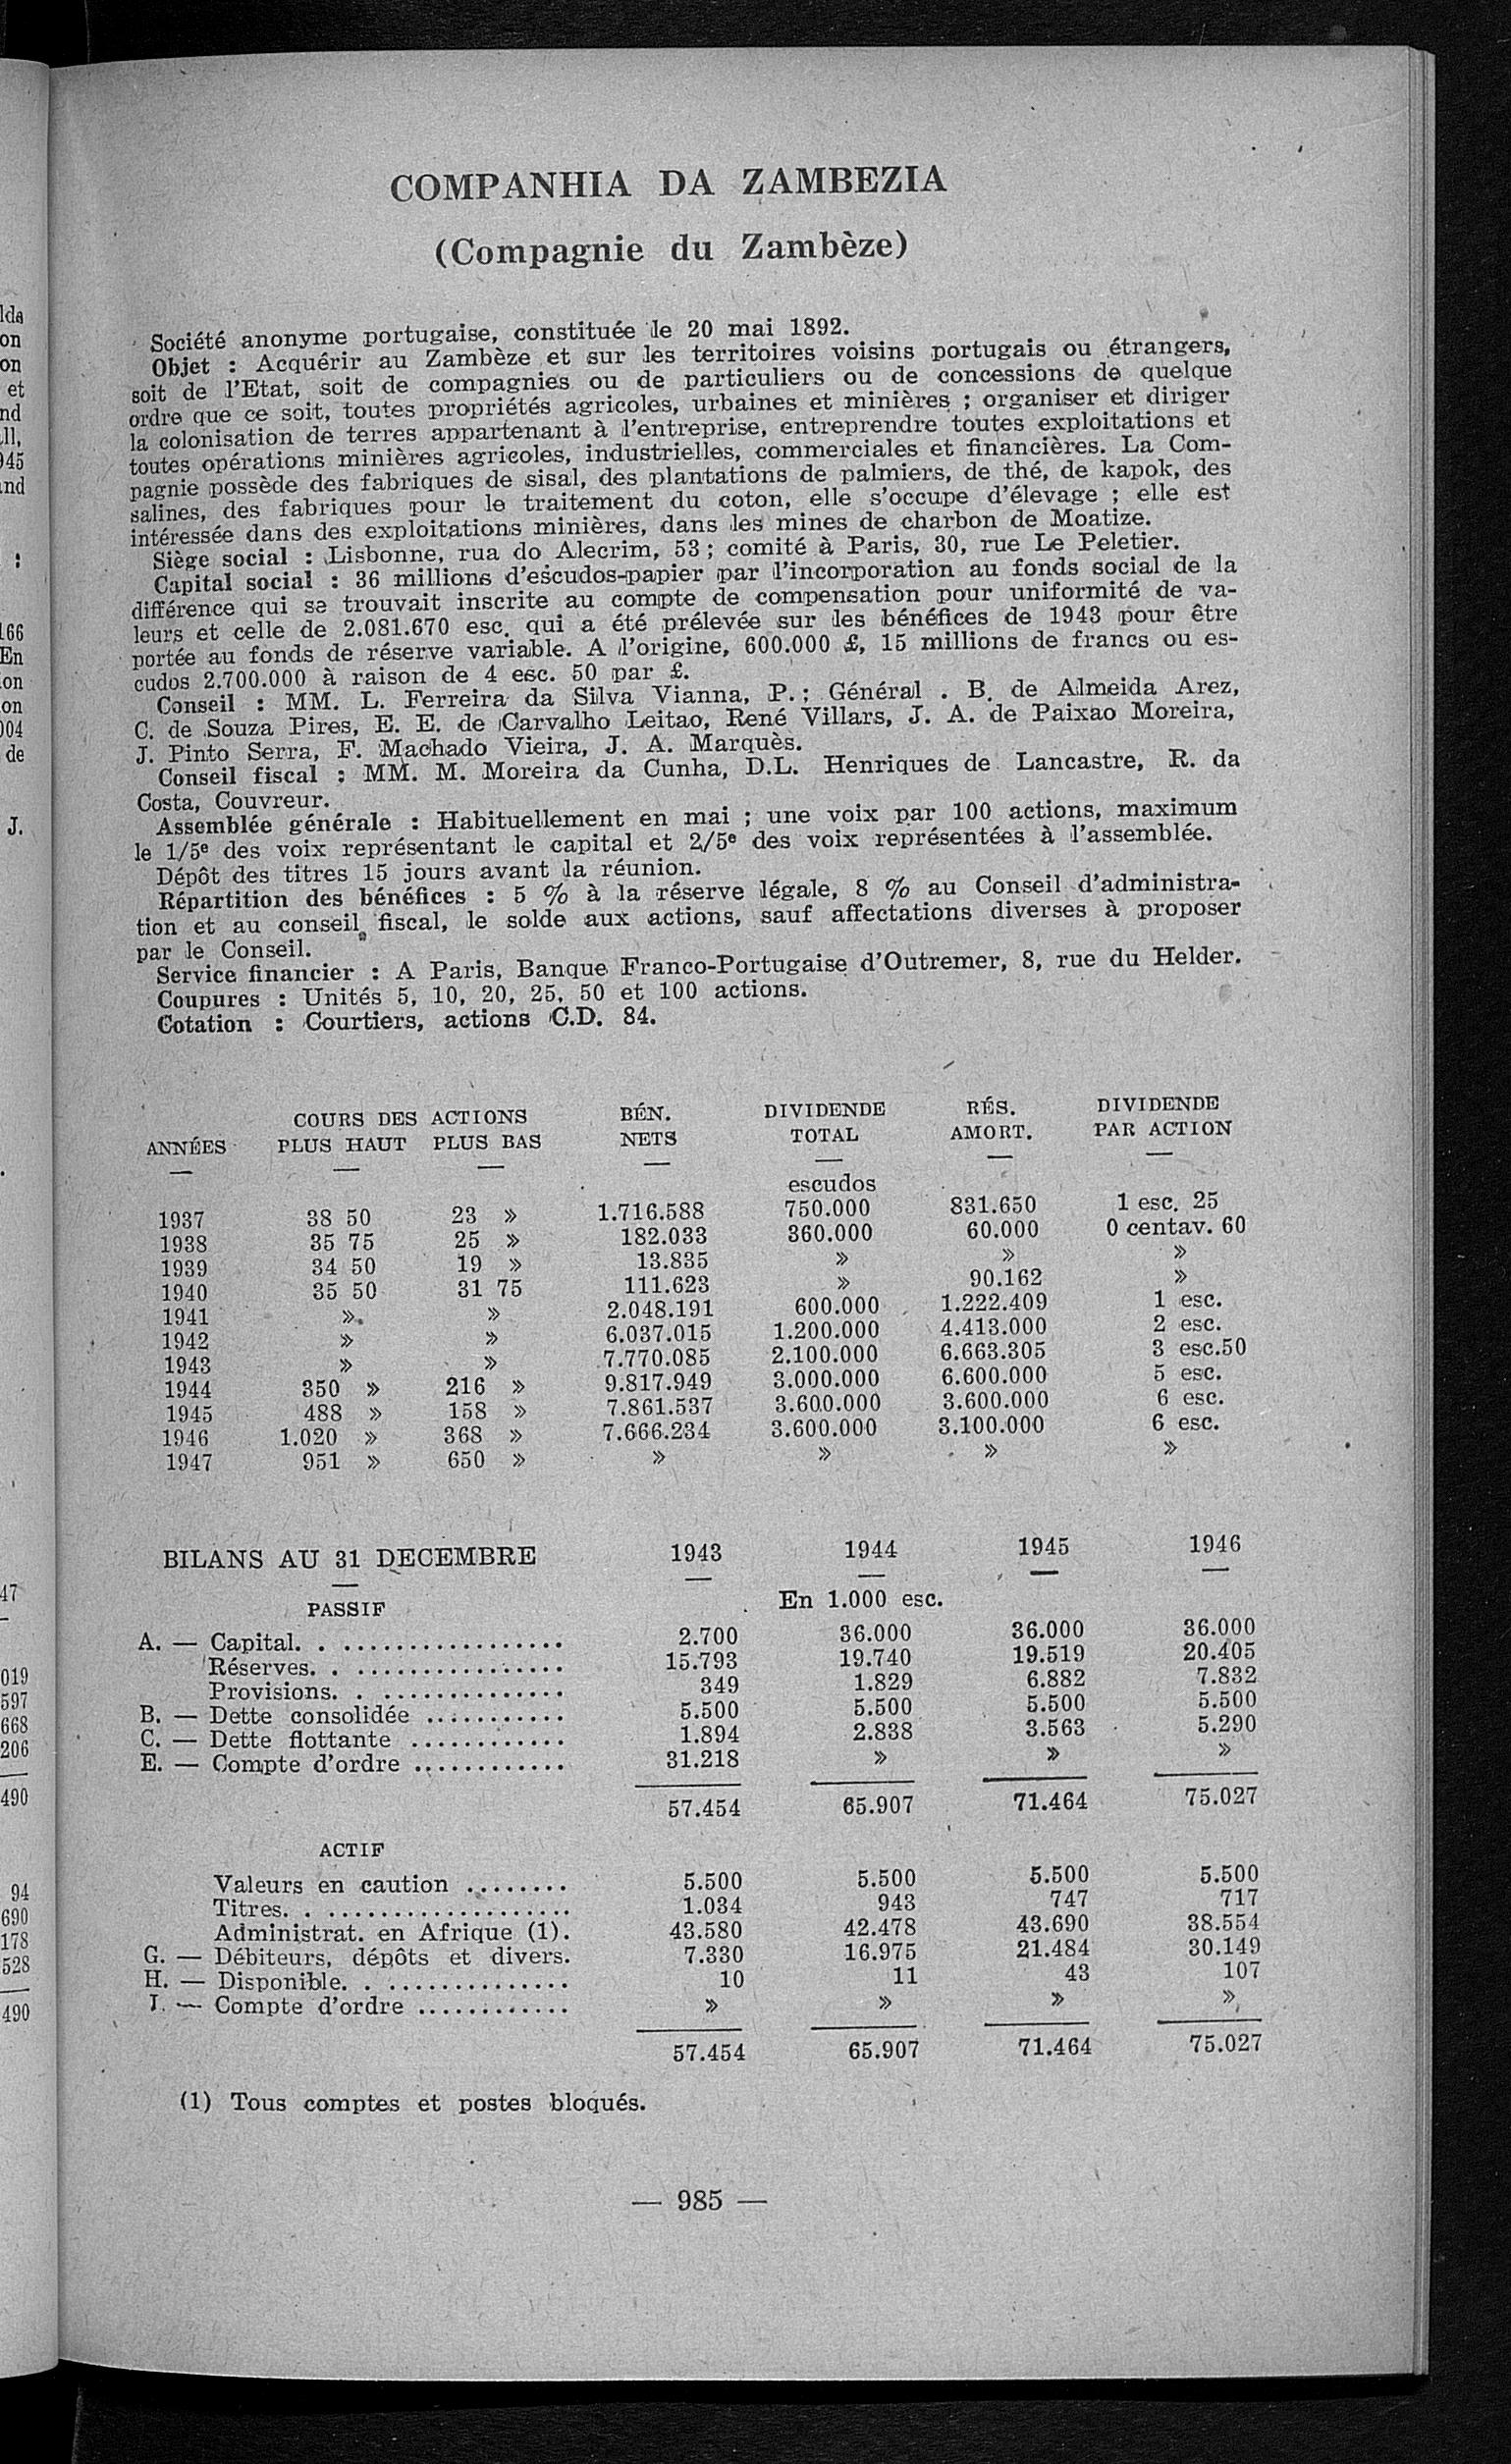 COMPANHIA DA ZAMBEZIA
(Compagnie du Zambèze)
Société anonyme portugaise, constituée le 20 mai 1892.
Objet : Acquérir au Zambèze et sur les territoires voisins portugais ou étrangers,
soit de l'Etat, soit de compagnies ou de particuliers ou de concessions de quelque
ordre que ce soit, toutes propriétés agricoles, urbaines et minières ; organiser et diriger
la colonisation de terres appartenant à l'entreprise, entreprendre toutes exploitations et
toutes opérations minières agricoles, industrielles, commerciales et financières. La Com-
pagnie possède des fabriques de sisal, des plantations de palmiers, de thé, de kapok, des
salines, des fabriques pour le traitement du coton, elle s'occupe d'élevage ; elle est
intéressée dans des exploitations minières, dans les mines de charbon de Moatize.
Siège social : Lisbonne, rua do Alecrim, 53 ; comité à Paris, 30, rue Le Peletier.
Capital social : 36 millions d'escudos-papier par l'incorporation au fonds social de la
différence qui se trouvait inscrite au compte de compensation pour uniformité de va-
leurs et celle de 2.081.670 esc. qui a été prélevée sur les bénéfices de 1943 pour être
portée au fonds de réserve variable. A l'origine, 600.000 £, 15 millions de francs ou es-
cudos 2.700.000 à raison de 4 esc. 50 par £.
Conseil : MM. L. Ferreira da Silva Vianna, P. ; Général . B. de Almeida Arez,
C. de Souza Pires, E. E. de Carvalho Leitao, René Villars, J. A. de Paixao Moreira,
J. Pinto Serra, F. Machado Vieira, J. A. Marquès.
Conseil fiscal : MM. M. Moreira da Cunha, D.L. Henriques de Lancastre, R. da
Costa, Couvreur.
Assemblée générale : Habituellement en mai ; une voix par 100 actions, maximum
le 1/5e des voix représentant le capital et 2/5e des voix représentées à l'assemblée.
Dépôt des titres 15 jours avant la réunion.
Répartition des bénéfices : 5 % à la réserve légale, 8 % au Conseil d'administra-
tion et au conseil fiscal, le solde aux actions, sauf affectations diverses à proposer
par le Conseil.
Service financier : A Paris, Banque Franco-Portugaise d'Outremer, 8, rue du Helder.
Coupures : Unités 5, 10, 20, 25, 50 et 100 actions.
Cotation : Courtiers, actions C.D. 84.
COURS DES ACTIONS BÉN. DIVIDENDE RÉS. DIVIDENDE
ANNÉES PLUS HAUT PLUS BAS NETS TOTAL AMORT. PAR ACTION
escudos
1937 38 50 23 » 1.716.588 750.000 831.650 1 esc. 25
1938 35 75 25 » 182.033 360.000 60.000 0 centav. 60
1939 34 50 19 » 13.835 » » »
1940 35 50 31 75 111.623 » 90.162 »
1941 » » 2.048.191 600.000 1.222.409 1 esc.
1942 » » 6.037.015 1.200.000 4.413.000 2 esc.
1943 » » 7.770.085 2.100.000 6.663.305 3 esc.50
1944 350 » 216 » 9.817.949 3.000.000 6.600.000 5 esc.
1945 488 » 158 » 7.861.537 3.600.000 3.600.000 6 esc.
1946 1.020 » 368 » 7.666.234 3.600.000 3.100.000 6 esc.
1947 951 » 650 » » » » »
BILANS AU 31 DECEMBRE 1943 1944 1945 1946
PASSIF En 1.000 esc.
A. — Capital. . .................. 2.700 36.000 36.000 36.000
Réserves. . ................. 15.793 19.740 19.519 20.405
Provisions. . ............... 349 1.829 6.882 7.832
B. — Dette consolidée ........... 5.500 5.500 5.500 5.500
C. — Dette flottante ............ 1.894 2.838 3.563 5.290
E. — Compte d'ordre ............ 31.218 » » »
57.454 65.907 71.464 75.027
ACTIF
Valeurs en caution ........ 5.500 5.500 5.500 5.500
Titres. . ................... 1.034 943 747 717
Administrat. en Afrique (1). 43.580 42.478 43.690 38.554
G. — Débiteurs, dépôts et divers. 7.330 16.975 21.484 30.149
H. — Disponible. . ............... 10 11 43 107
I. — Compte d'ordre ............ » » » »
57.454 65.907 71.464 75.027
(1) Tous comptes et postes bloqués.
— 985 —